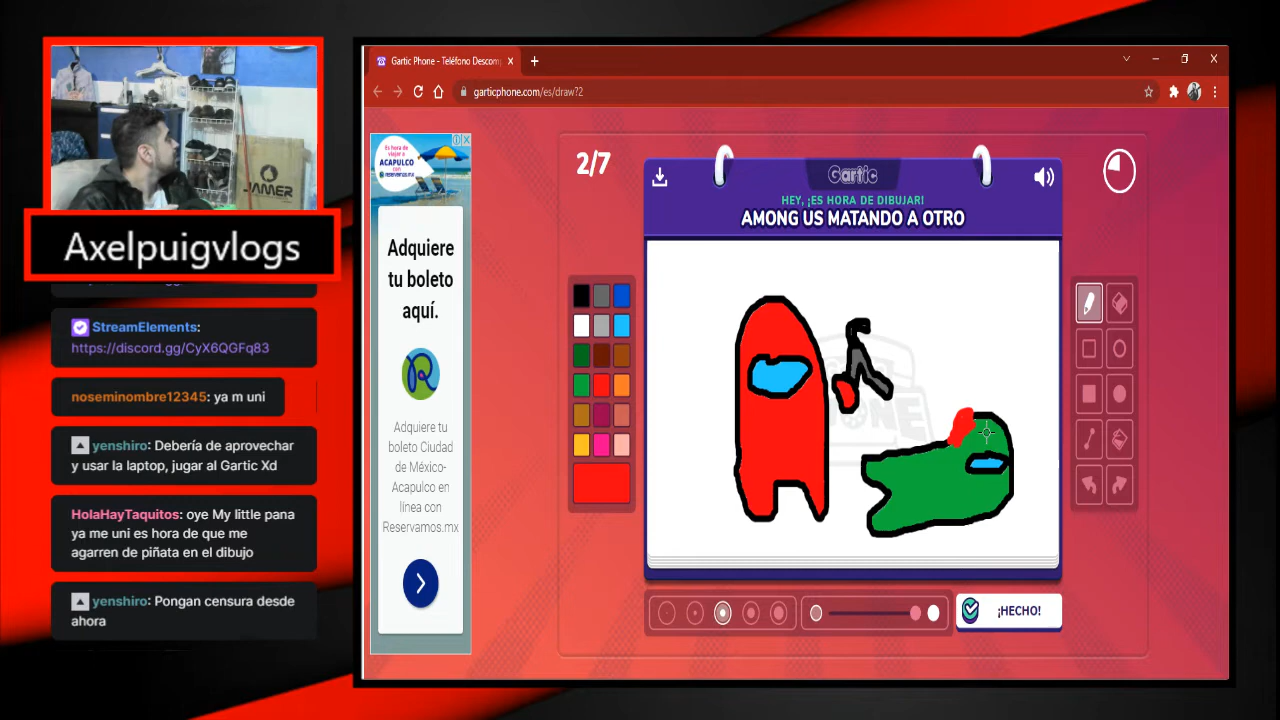 Axelpuigvlogs
StreamElements:
https://discord.gg/CyX6QGFq83
noseminombre12345: ya m uni
yenshiro: Debería de aprovechar
y usar la laptop, jugar al Gartic Xd
HolaHayTaquitos: oye My little pana
ya me uni es hora de que me
agarren de piñata en el dibujo
yenshiro: Pongan censura desde
ahora
JAMER
Gartic Phone - Teléfono Descom
garticphone.com/es/draw?2
Es hora de
viajar a
ACAPULCO
con
reservamos.mx
Adquiere
tu boleto
aquí.
Adquiere tu
boleto Ciudad
de México-
Acapulco en
línea con
Reservamos.mx
2/7
Gartic
HEY, ¡ES HORA DE DIBUJAR!
AMONG US MATANDO A OTRO
¡HECHO!